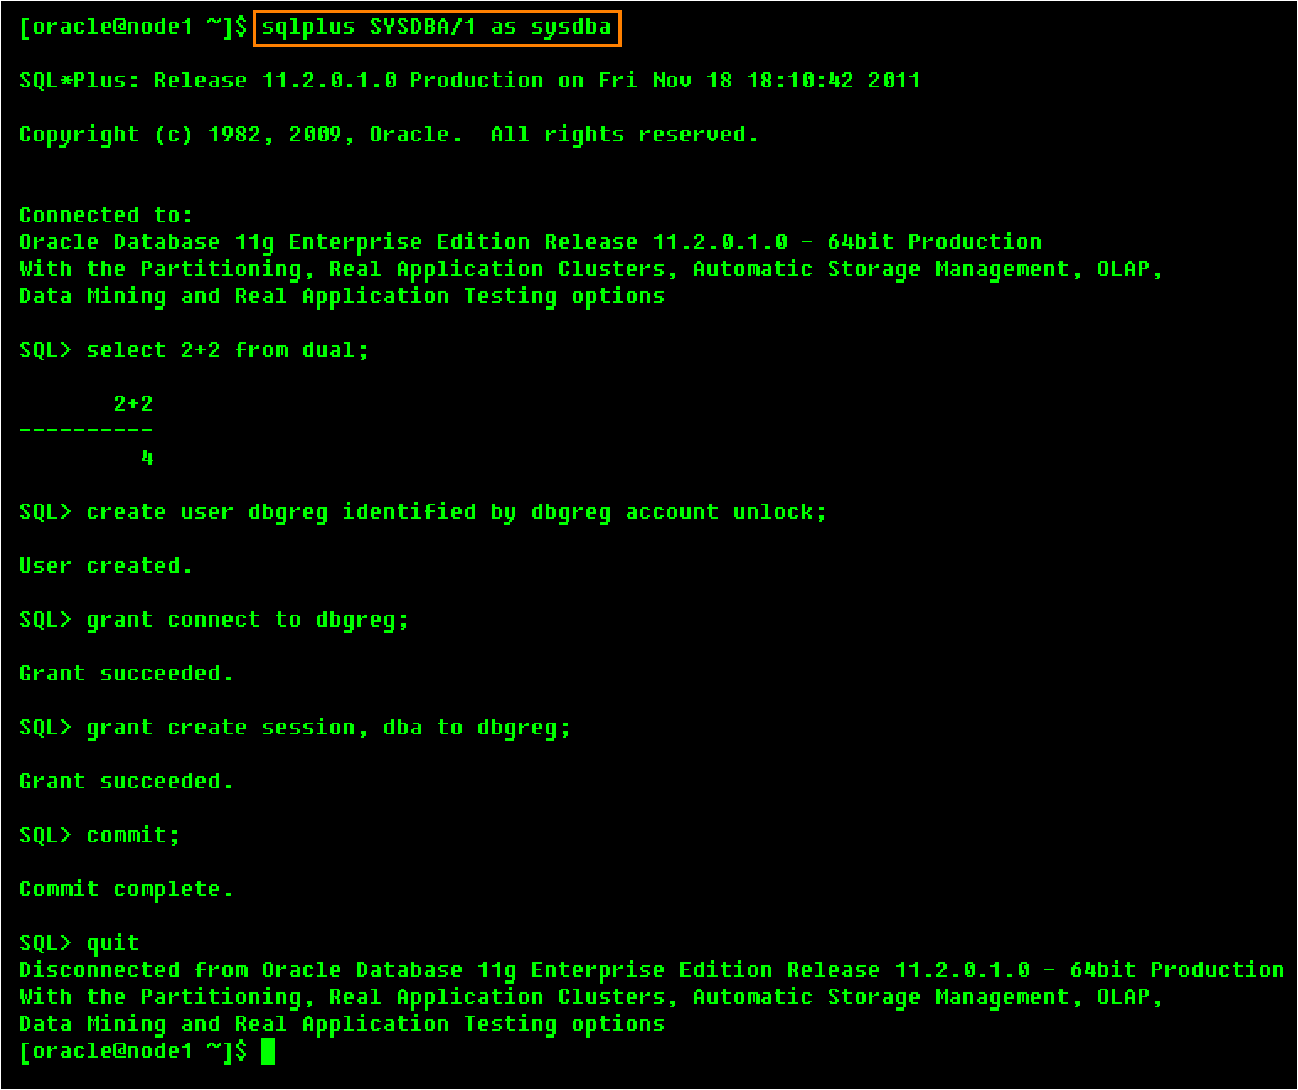 [oracle@node1 ~]$ sqlplus SYSDBA/1 as sysdba
SQL*Plus: Release 11.2.0.1.0 Production on Fri Nov 18 18:10:42 2011
Copyright (c) 1982, 2009, Oracle.  All rights reserved.
Connected to:
Oracle Database 11g Enterprise Edition Release 11.2.0.1.0 - 64bit Production
With the Partitioning, Real Application Clusters, Automatic Storage Management, OLAP,
Data Mining and Real Application Testing options
SQL> select 2+2 from dual;
2+2
----------
4
SQL> create user dbgreg identified by dbgreg account unlock;
User created.
SQL> grant connect to dbgreg;
Grant succeeded.
SQL> grant create session, dba to dbgreg;
Grant succeeded.
SQL> commit;
Commit complete.
SQL> quit
Disconnected from Oracle Database 11g Enterprise Edition Release 11.2.0.1.0 - 64bit Production
With the Partitioning, Real Application Clusters, Automatic Storage Management, OLAP,
Data Mining and Real Application Testing options
[oracle@node1 ~]$